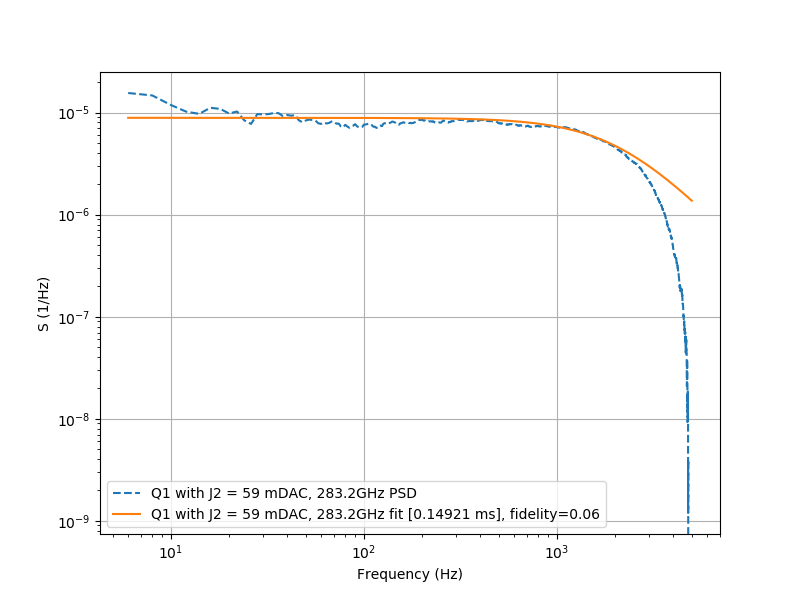 S (1/Hz)
10⁻⁵
10⁻⁶
10⁻⁷
10⁻⁸
10⁻⁹
Q1 with J2 = 59 mDAC, 283.2GHz PSD
Q1 with J2 = 59 mDAC, 283.2GHz fit [0.14921 ms], fidelity=0.06
10¹ 10² 10³
Frequency (Hz)